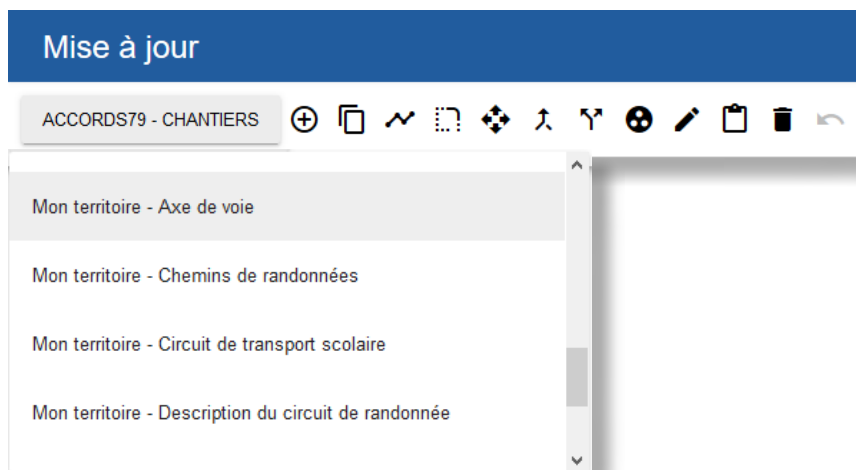 Mise à jour
ACCORDS79 - CHANTIERS
Mon territoire - Axe de voie
Mon territoire - Chemins de randonnées
Mon territoire - Circuit de transport scolaire
Mon territoire - Description du circuit de randonnée